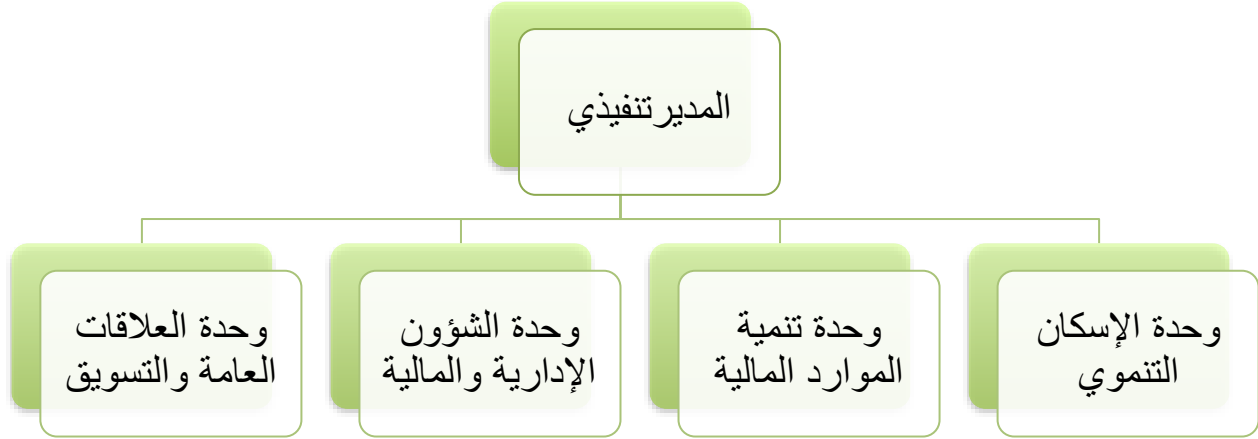 المديرتنفيذي
وحدة الإسكان
التنموي
وحدة تنمية
الموارد المالية
وحدة الشؤون
الإدارية والمالية
وحدة العلاقات
العامة والتسويق